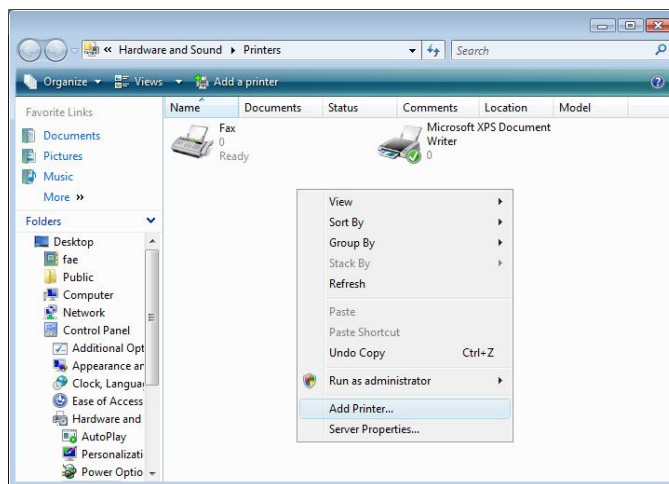 « Hardware and Sound ▸ Printers
Search
Organize Views Add a printer
Favorite Links
Documents
Pictures
Music
More »
Folders
Desktop
fae
Public
Computer
Network
Control Panel
Additional Opt
Appearance an
Clock, Languag
Ease of Access
Hardware and
AutoPlay
Personalizati
Power Optio
Name Documents Status Comments Location Model
Fax
0
Ready
Microsoft XPS Document
Writer
0
View
Sort By
Group By
Stack By
Refresh
Paste
Paste Shortcut
Undo Copy Ctrl+Z
Run as administrator
Add Printer...
Server Properties...